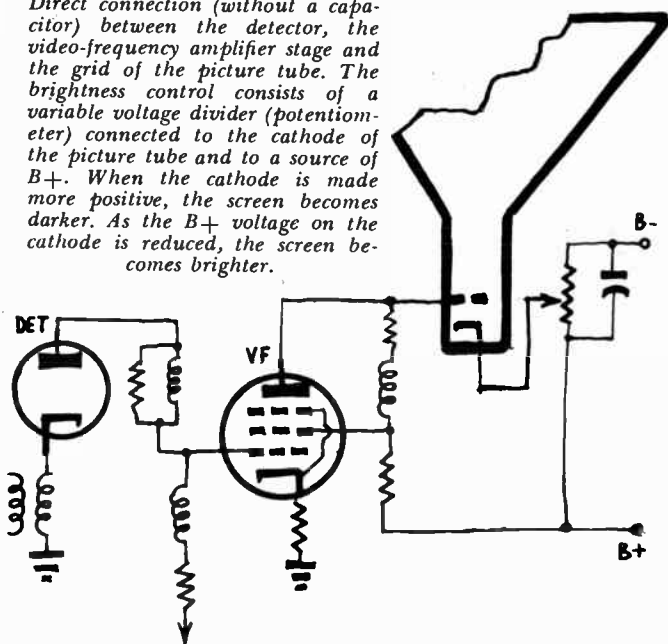 Direct connection (without a capa-
citor) between the detector, the
video-frequency amplifier stage and
the grid of the picture tube. The
brightness control consists of a
variable voltage divider (potentiom-
eter) connected to the cathode of
the picture tube and to a source of
B+. When the cathode is made
more positive, the screen becomes
darker. As the B+ voltage on the
cathode is reduced, the screen be-
comes brighter.
B-
DET
VF
B+